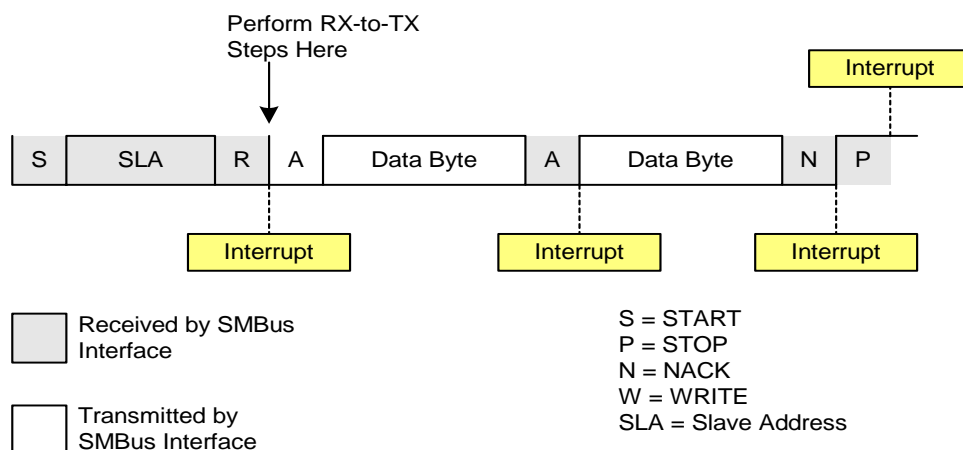 Perform RX-to-TX
Steps Here
Interrupt
S SLA R A Data Byte A Data Byte N P
Interrupt Interrupt Interrupt
Received by SMBus
Interface
Transmitted by
SMBus Interface
S = START
P = STOP
N = NACK
W = WRITE
SLA = Slave Address